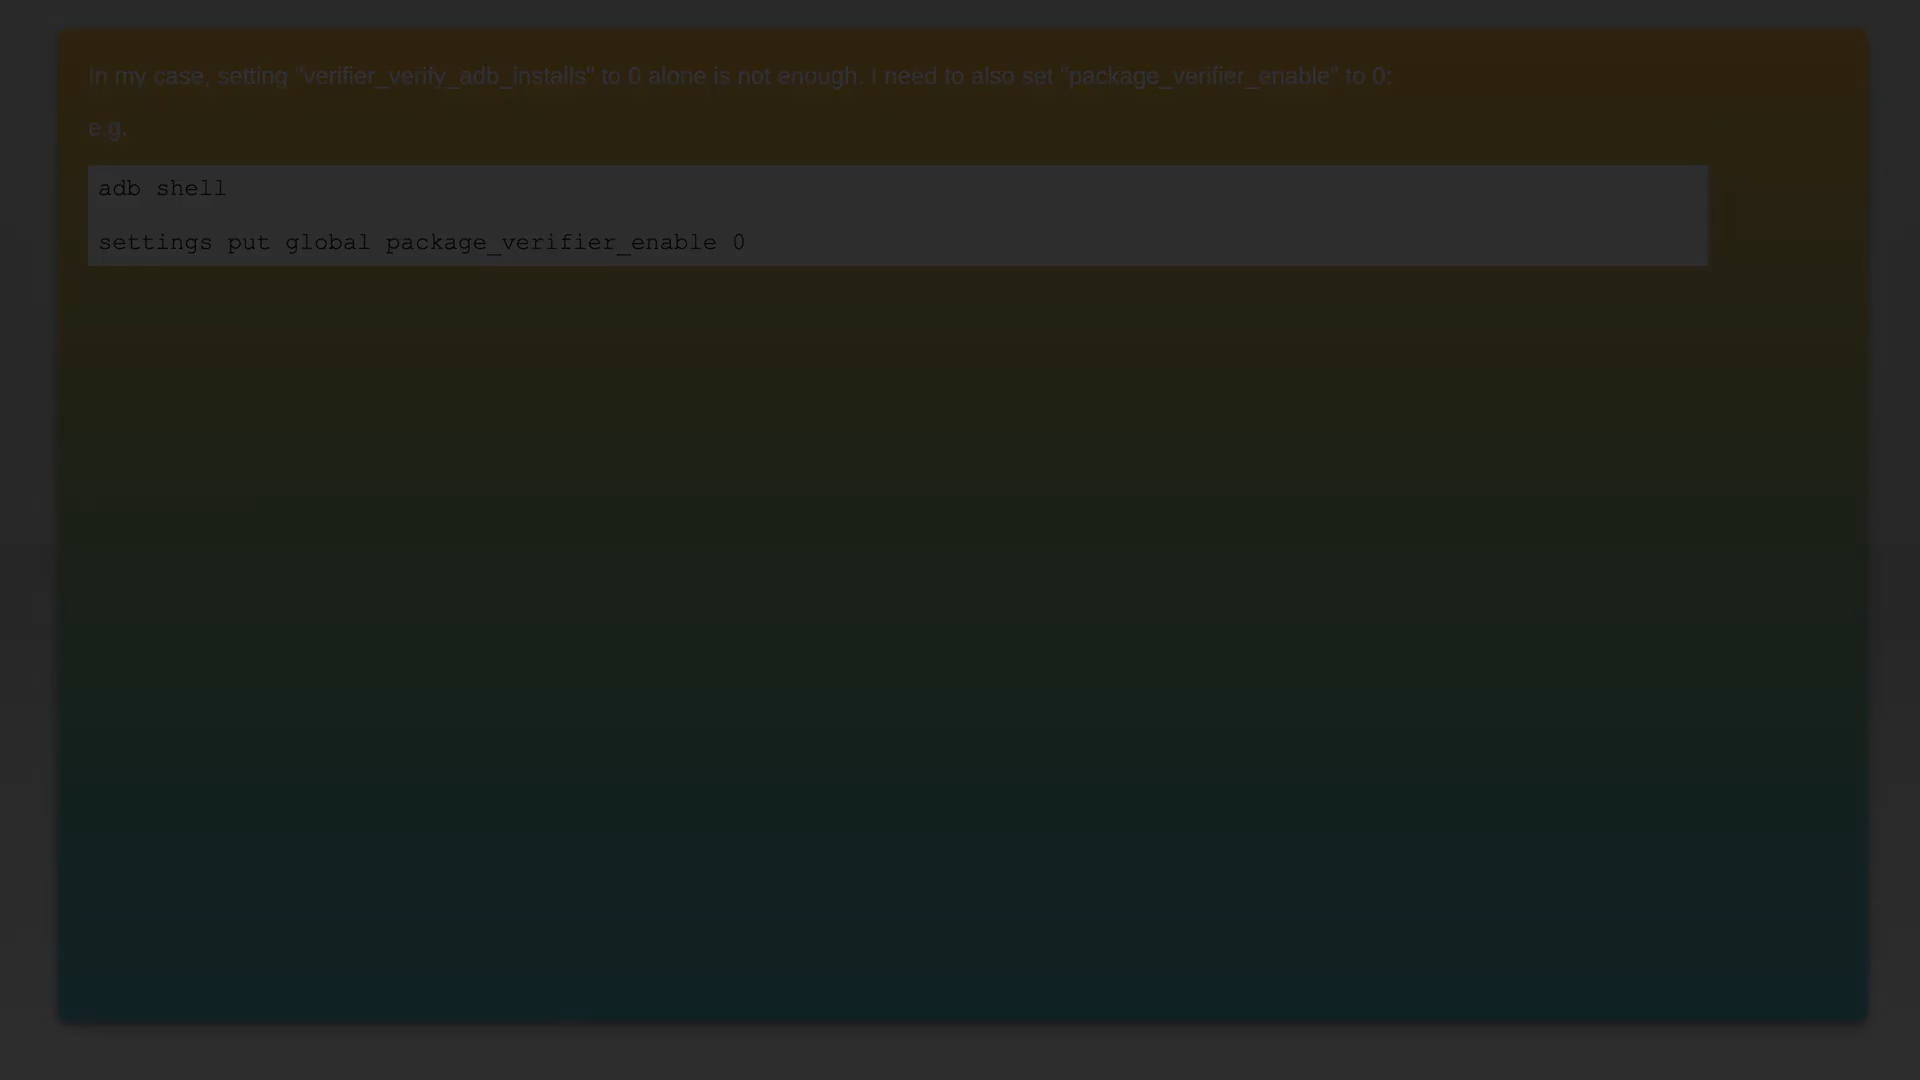 In my case, setting "verifier_verify_adb_installs" to 0 alone is not enough. I need to also set "package_verifier_enable" to 0:
e.g.
adb shell
settings put global package_verifier_enable 0